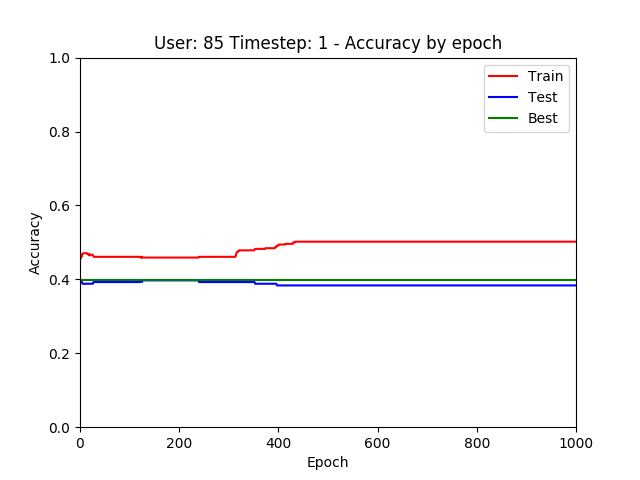 User: 85 Timestep: 1 - Accuracy by epoch
1.0
0.8
0.6
0.4
0.2
0.0
Accuracy
Train
Test
Best
0 200 400 600 800 1000
Epoch